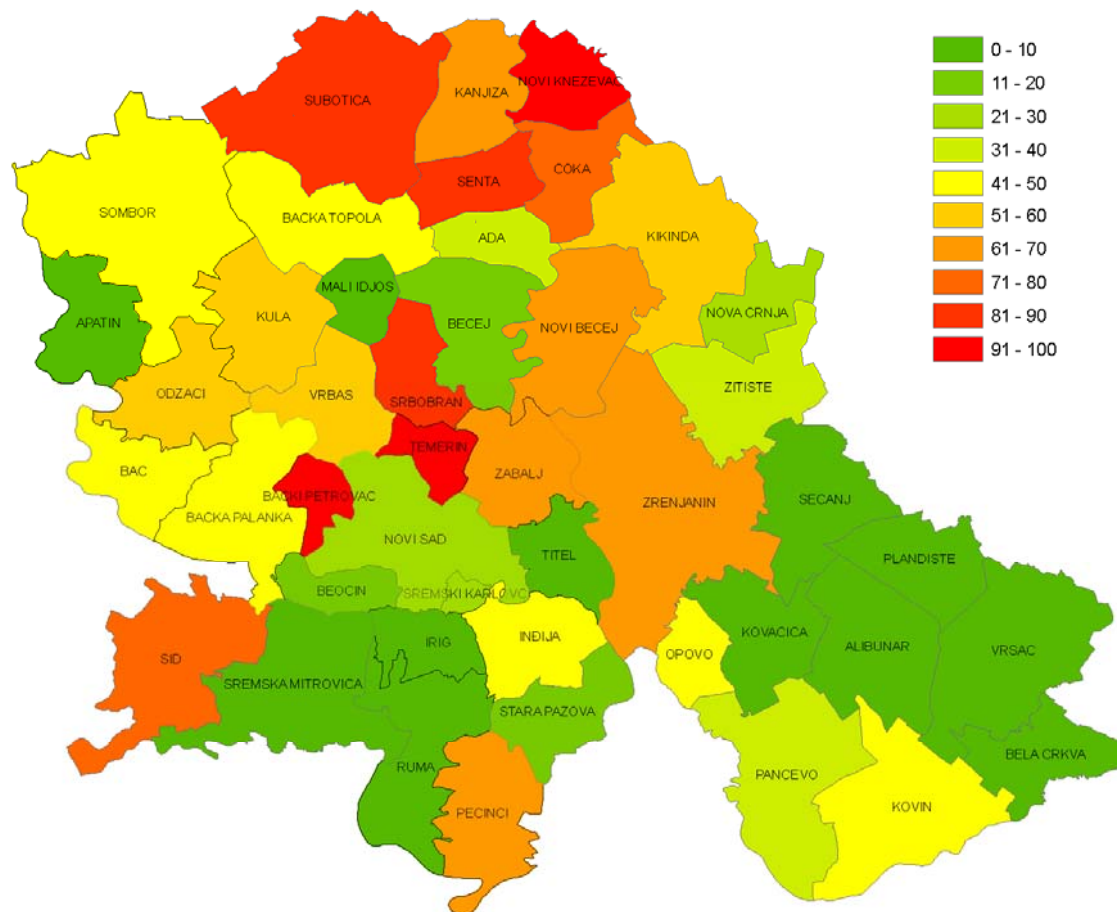 0 - 10
11 - 20
21 - 30
31 - 40
41 - 50
51 - 60
61 - 70
71 - 80
81 - 90
91 - 100
NOVI KNEZEVAC
KANJIZA
SUBOTICA
COKA
SENTA
SOMBOR
BACKA TOPOLA
ADA
KIKINDA
MALI IDJOS
NOVA CRNJA
KULA
APATIN
BECEJ
NOVI BECEJ
ZITISTE
ODZACI
VRBAS
SRBOBRAN
TEMERIN
BAC
BACKI PETROVAC
ZABALJ
ZRENJANIN
SECANJ
BACKA PALANKA
NOVI SAD
TITEL
PLANDISTE
BEOCIN
SREMSKI KARLOVC
KOVACICA
IRIG
INĐIJA
ALIBUNAR
VRSAC
OPOVO
SID
SREMSKA MITROVICA
STARA PAZOVA
BELA CRKVA
RUMA
PANCEVO
KOVIN
PECINCI